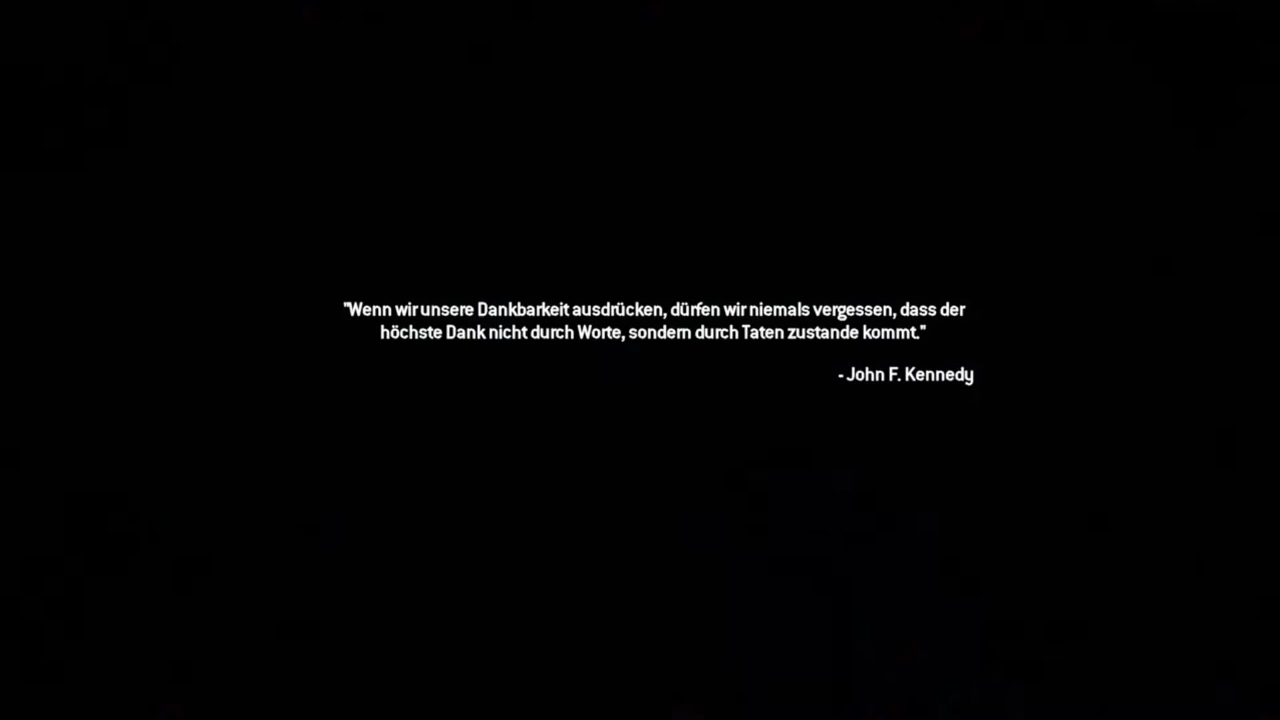 "Wenn wir unsere Dankbarkeit ausdrücken, dürfen wir niemals vergessen, dass der
höchste Dank nicht durch Worte, sondern durch Taten zustande kommt."
- John F. Kennedy